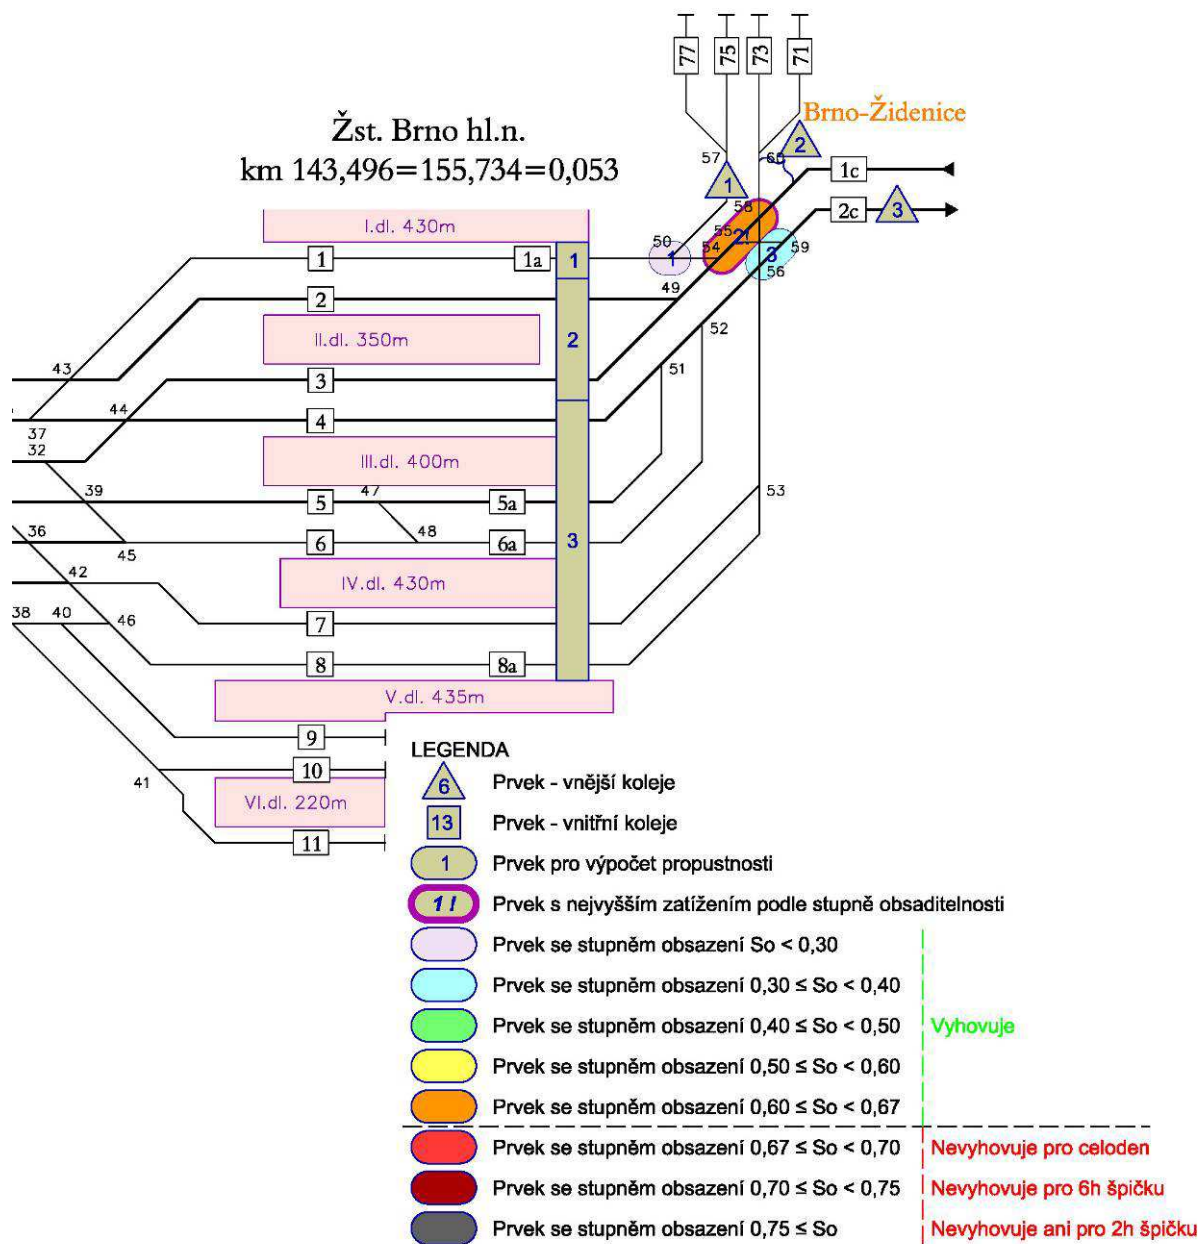 77
75
73
71
Brno-Židenice
Žst. Brno hl.n.
km 143,496=155,734=0,053
57
1
2
1c
2c
3
58
55
2!
50
1
54
3
59
56
I.dl. 430m
1
1a
1
2
49
II.dl. 350m
2
52
43
3
51
44
4
37
32
III.dl. 400m
39
47
5
5a
53
36
48
3
45
6
6a
42
IV.dl. 430m
38
40
46
7
8
8a
V.dl. 435m
9
10
41
VI.dl. 220m
11
LEGENDA
6 Prvek - vnější koleje
13 Prvek - vnitřní koleje
1 Prvek pro výpočet propustnosti
1! Prvek s nejvyšším zatížením podle stupně obsaditelnosti
Prvek se stupněm obsazení So < 0,30
Prvek se stupněm obsazení 0,30 ≤ So < 0,40
Prvek se stupněm obsazení 0,40 ≤ So < 0,50 Vyhovuje
Prvek se stupněm obsazení 0,50 ≤ So < 0,60
Prvek se stupněm obsazení 0,60 ≤ So < 0,67
Prvek se stupněm obsazení 0,67 ≤ So < 0,70 Nevyhovuje pro celoden
Prvek se stupněm obsazení 0,70 ≤ So < 0,75 Nevyhovuje pro 6h špičku
Prvek se stupněm obsazení 0,75 ≤ So Nevyhovuje ani pro 2h špičku